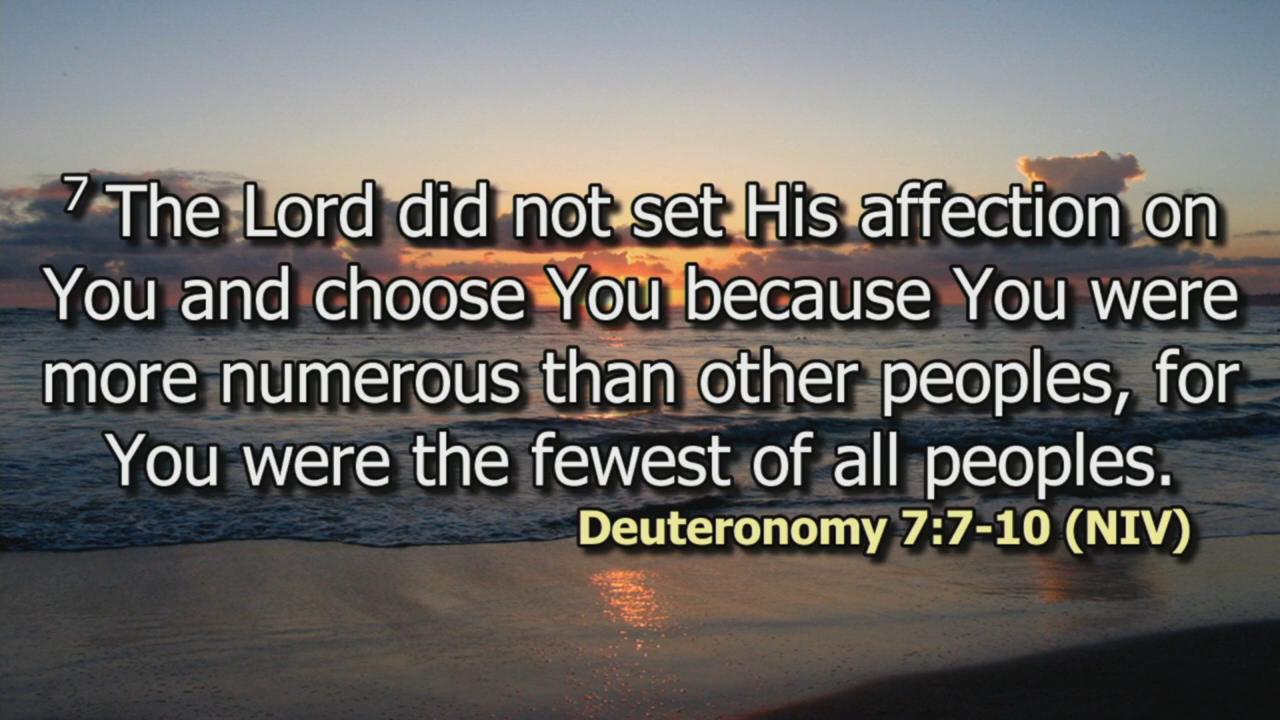 7 The Lord did not set His affection on
You and choose You because You were
more numerous than other peoples, for
You were the fewest of all peoples.
Deuteronomy 7:7-10 (NIV)